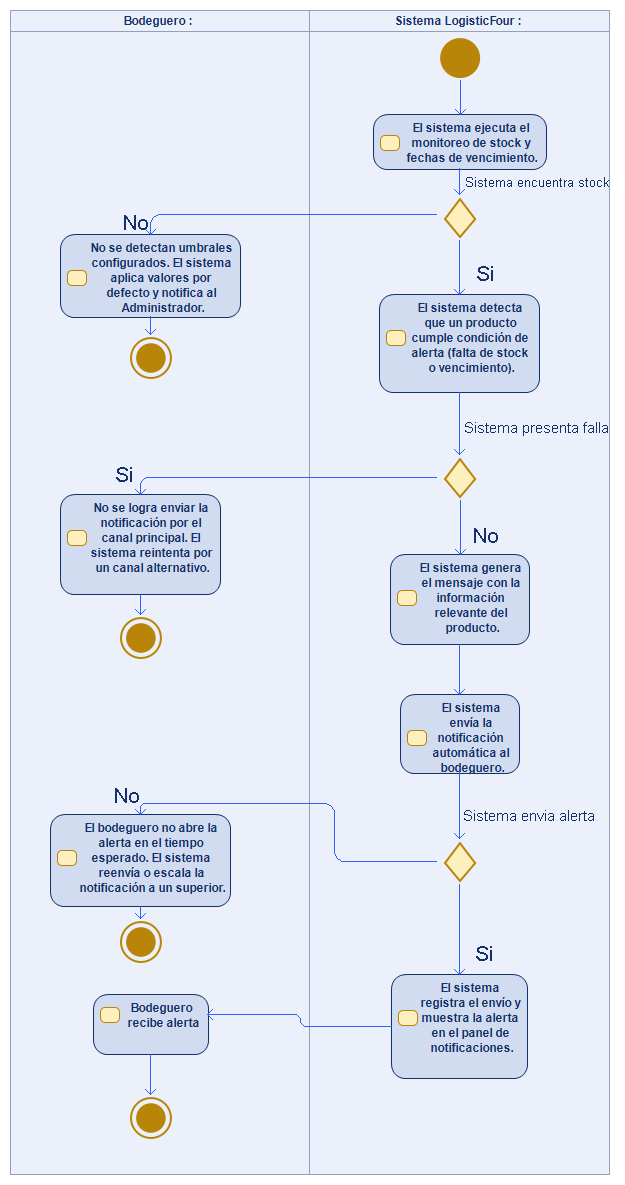 Bodeguero :
Sistema LogisticFour :
El sistema ejecuta el
monitoreo de stock y
fechas de vencimiento.
Sistema encuentra stock
No
No se detectan umbrales
configurados. El sistema
aplica valores por
defecto y notifica al
Administrador.
Si
El sistema detecta
que un producto
cumple condición de
alerta (falta de stock
o vencimiento).
Sistema presenta falla
Si
No se logra enviar la
notificación por el
canal principal. El
sistema reintenta por
un canal alternativo.
No
El sistema genera
el mensaje con la
información
relevante del
producto.
El sistema
envía la
notificación
automática al
bodeguero.
Sistema envia alerta
No
El bodeguero no abre la
alerta en el tiempo
esperado. El sistema
reenvía o escala la
notificación a un superior.
Si
El sistema
registra el envío y
muestra la alerta
en el panel de
notificaciones.
Bodeguero
recibe alerta